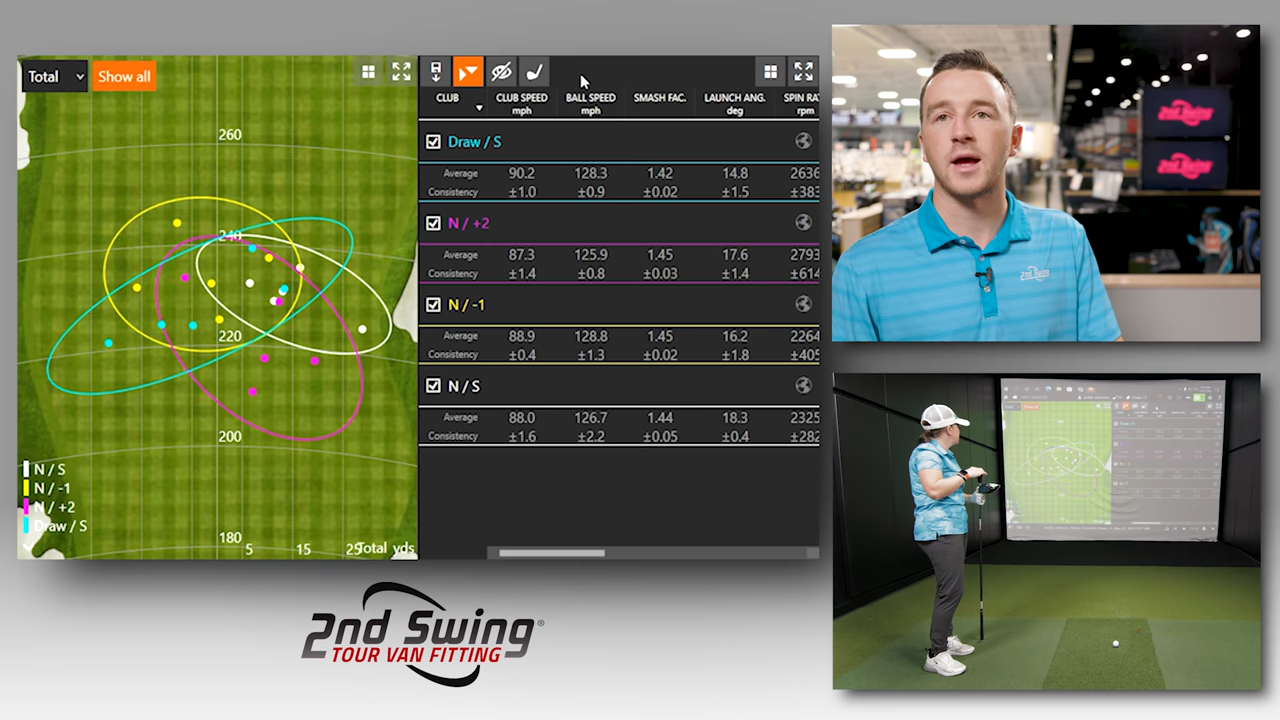 Total
Show all
260
240
220
200
180
5
15
25
Total yds
N / S
N / -1
N / +2
Draw / S
CLUB
CLUB SPEED
mph
BALL SPEED
mph
SMASH FAC.
LAUNCH ANG.
deg
SPIN RAT
rpm
Draw / S
Average 90.2 128.3 1.42 14.8 2636
Consistency ±1.0 ±0.9 ±0.02 ±1.5 ±383
N / +2
Average 87.3 125.9 1.45 17.6 2793
Consistency ±1.4 ±0.8 ±0.03 ±1.4 ±614
N / -1
Average 88.9 128.8 1.45 16.2 2264
Consistency ±0.4 ±1.3 ±0.02 ±1.8 ±405
N / S
Average 88.0 126.7 1.44 18.3 2325
Consistency ±1.6 ±2.2 ±0.05 ±0.4 ±282
2nd Swing
2nd Swing
2nd Swing
2nd Swing®
TOUR VAN FITTING